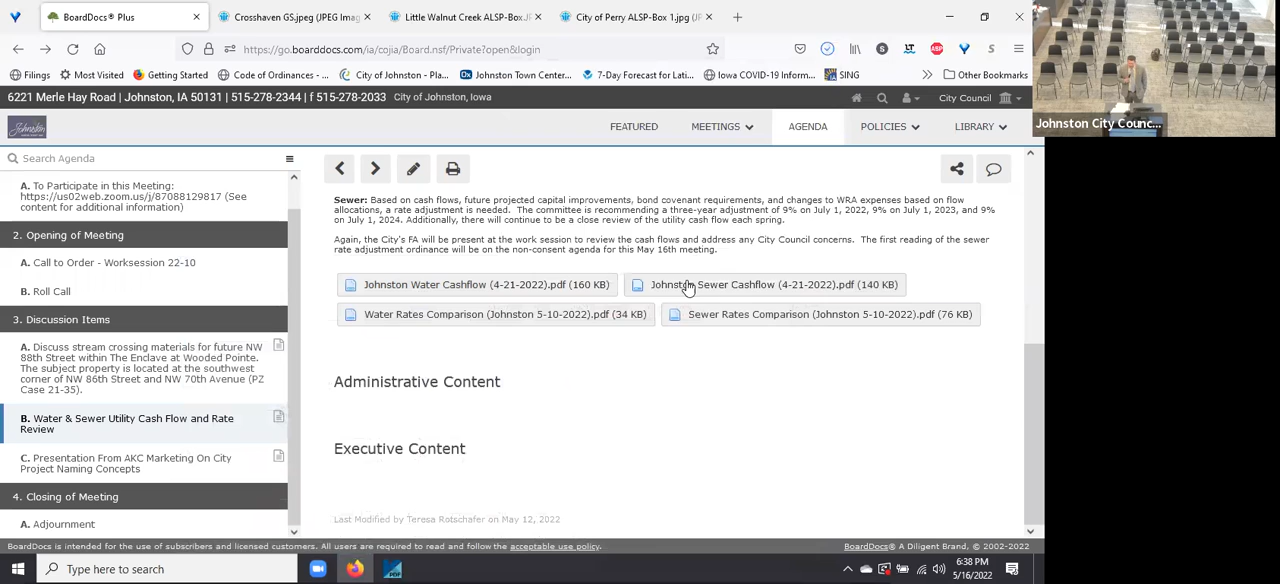 BoardDocs® Plus
Crosshaven GS.jpeg (JPEG Imag
Little Walnut Creek ALSP-Box J
City of Perry ALSP-Box 1.jpg (JP
https://go.boarddocs.com/ia/cojia/Board.nsf/Private?open&login
Filings
Most Visited
Getting Started
Code of Ordinances - ...
City of Johnston - Pla...
Johnston Town Center...
7-Day Forecast for Lati...
Iowa COVID-19 Inform...
SING
Other Bookmarks
6221 Merle Hay Road | Johnston, IA 50131 | 515-278-2344 | f 515-278-2033
City of Johnston, Iowa
City Council
Johnston
FEATURED
MEETINGS
AGENDA
POLICIES
LIBRARY
Search Agenda
A. To Participate in this Meeting:
https://us02web.zoom.us/j/87088129817 (See
content for additional information)
2. Opening of Meeting
A. Call to Order - Worksession 22-10
B. Roll Call
3. Discussion Items
A. Discuss stream crossing materials for future NW
88th Street within The Enclave at Wooded Pointe.
The subject property is located at the southwest
corner of NW 86th Street and NW 70th Avenue (PZ
Case 21-35).
B. Water & Sewer Utility Cash Flow and Rate
Review
C. Presentation From AKC Marketing On City
Project Naming Concepts
4. Closing of Meeting
A. Adjournment
Sewer: Based on cash flows, future projected capital improvements, bond covenant requirements, and changes to WRA expenses based on flow
allocations, a rate adjustment is needed. The committee is recommending a three-year adjustment of 9% on July 1, 2022, 9% on July 1, 2023, and 9%
on July 1, 2024. Additionally, there will continue to be a close review of the utility cash flow each spring.
Again, the City's FA will be present at the work session to review the cash flows and address any City Council concerns. The first reading of the sewer
rate adjustment ordinance will be on the non-consent agenda for this May 16th meeting.
Johnston Water Cashflow (4-21-2022).pdf (160 KB)
Johnston Sewer Cashflow (4-21-2022).pdf (140 KB)
Water Rates Comparison (Johnston 5-10-2022).pdf (34 KB)
Sewer Rates Comparison (Johnston 5-10-2022).pdf (76 KB)
Administrative Content
Executive Content
Last Modified by Teresa Rotschafer on May 12, 2022
BoardDocs is intended for the use of subscribers and licensed customers. All users are required to read and follow the acceptable use policy.
BoardDocs® A Diligent Brand, © 2002-2022
Type here to search
6:38 PM
5/16/2022
Johnston City Counc...